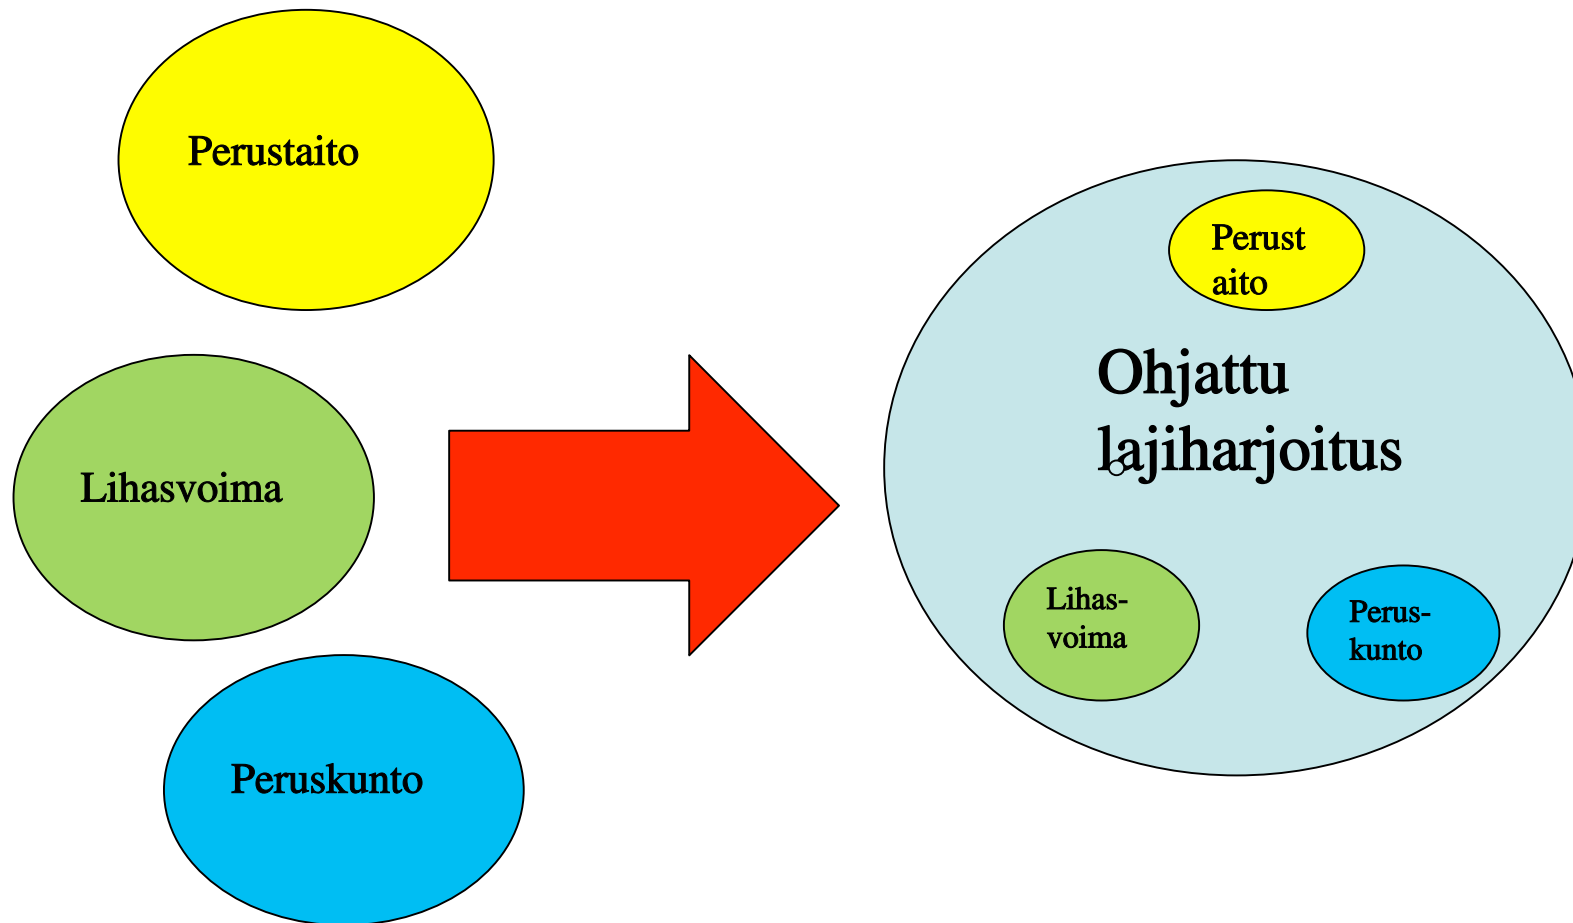 Perustaito
Lihasvoima
Peruskunto
Perust
aito
Ohjattu
lajiharjoitus
Lihas-
voima
Perus-
kunto